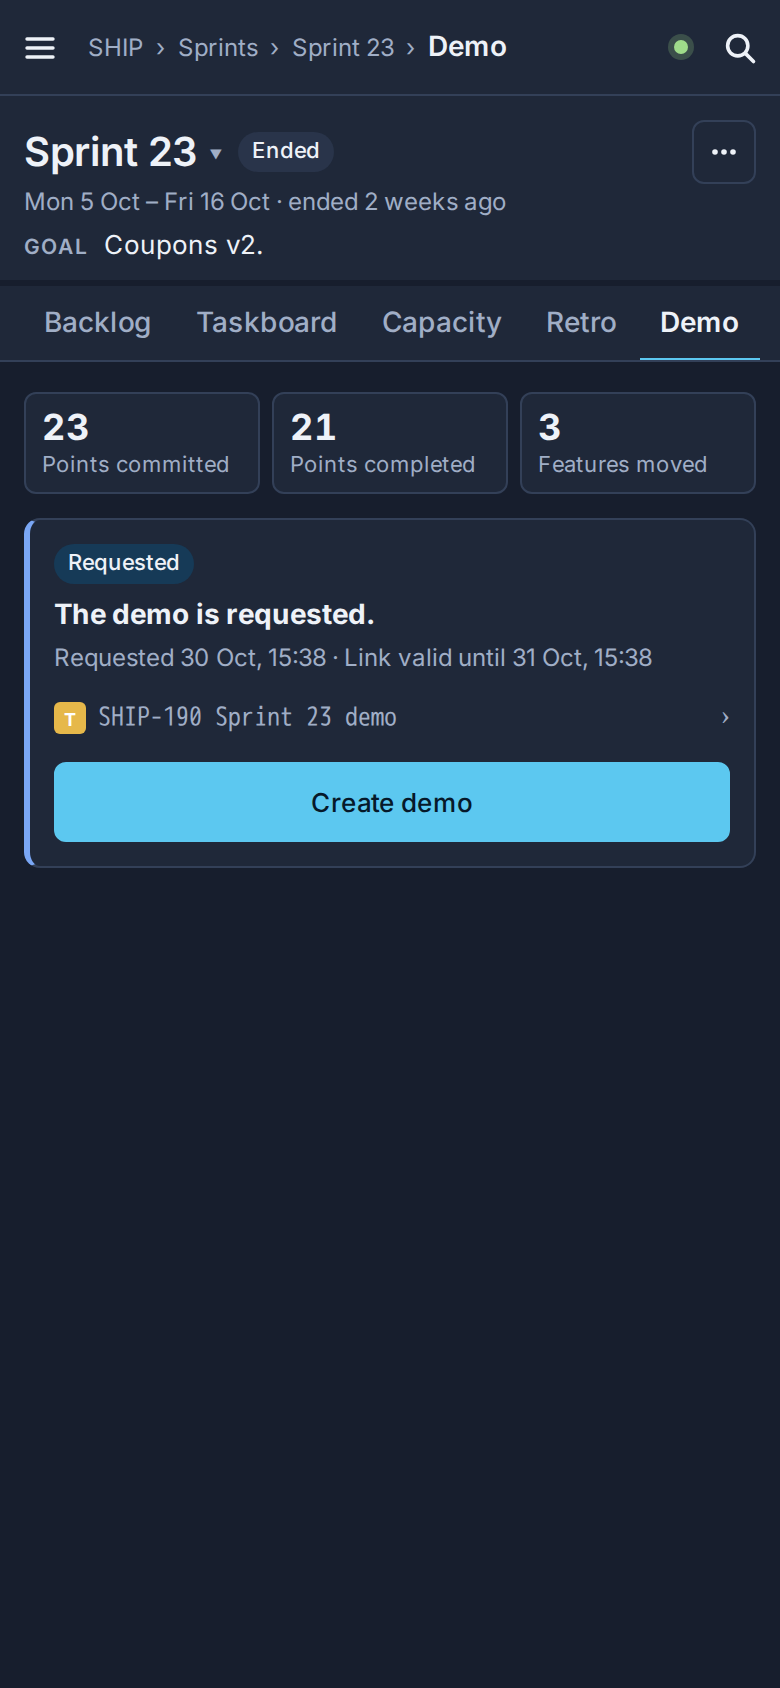 SHIP › Sprints › Sprint 23 › Demo
Sprint 23 ▾ Ended
Mon 5 Oct – Fri 16 Oct · ended 2 weeks ago
GOAL Coupons v2.
Backlog Taskboard Capacity Retro Demo
23 21 3
Points committed Points completed Features moved
Requested
The demo is requested.
Requested 30 Oct, 15:38 · Link valid until 31 Oct, 15:38
T SHIP-190 Sprint 23 demo ›
Create demo